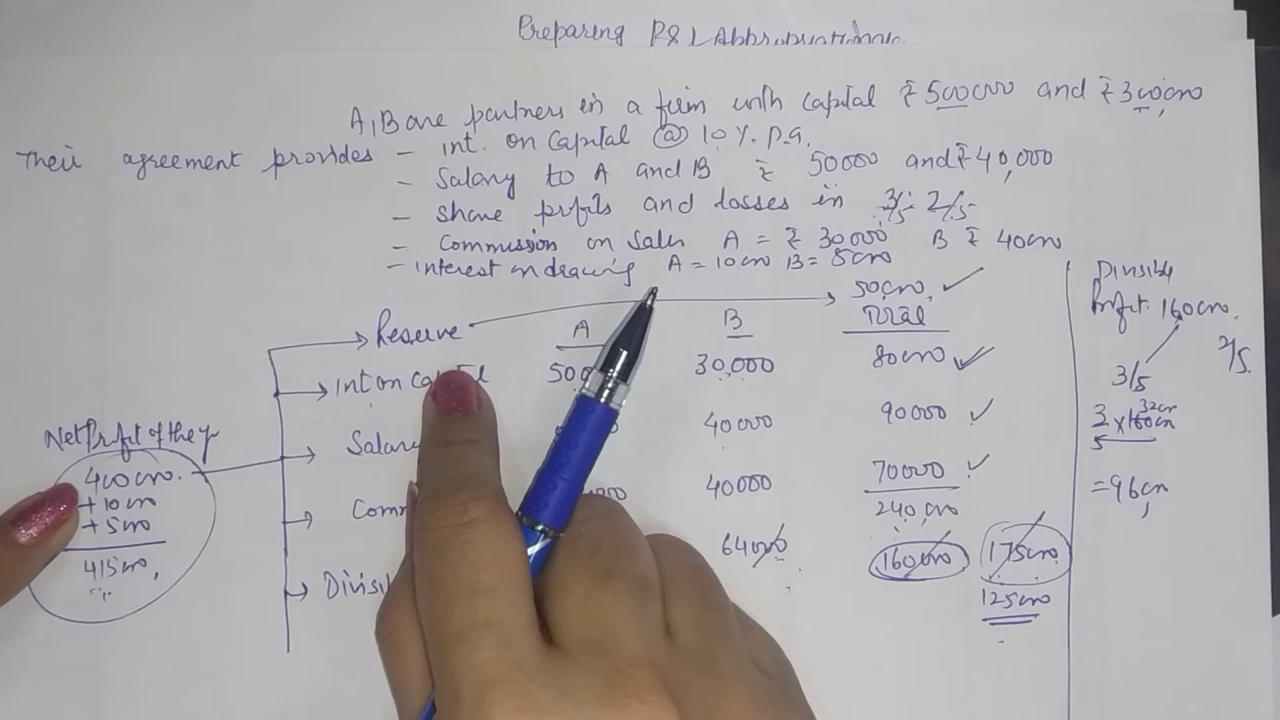 Preparing P&L
A, B are partners in a firm with capital ₹500000 and ₹300000
Their agreement provides - int. on capital @ 10 %. p.a.
- Salary to A and B ₹ 50000 and ₹40,000
- share profits and losses in 3/5 : 2/5
- Commission on Sales A = ₹ 30000 B ₹ 40000
- interest on drawing A = 10000 B = 5000
Reserve 50000
A B Total
Int on capital 30,000 80000
Salary 40000 90000
40000 70000
240,000
64000 160000 175000
125000
Net Profit of the
400000.
+10000
+5000
415000,
Divisible
Profit 160000.
3/5 2/5.
3/5 × 160000 32000
= 96000